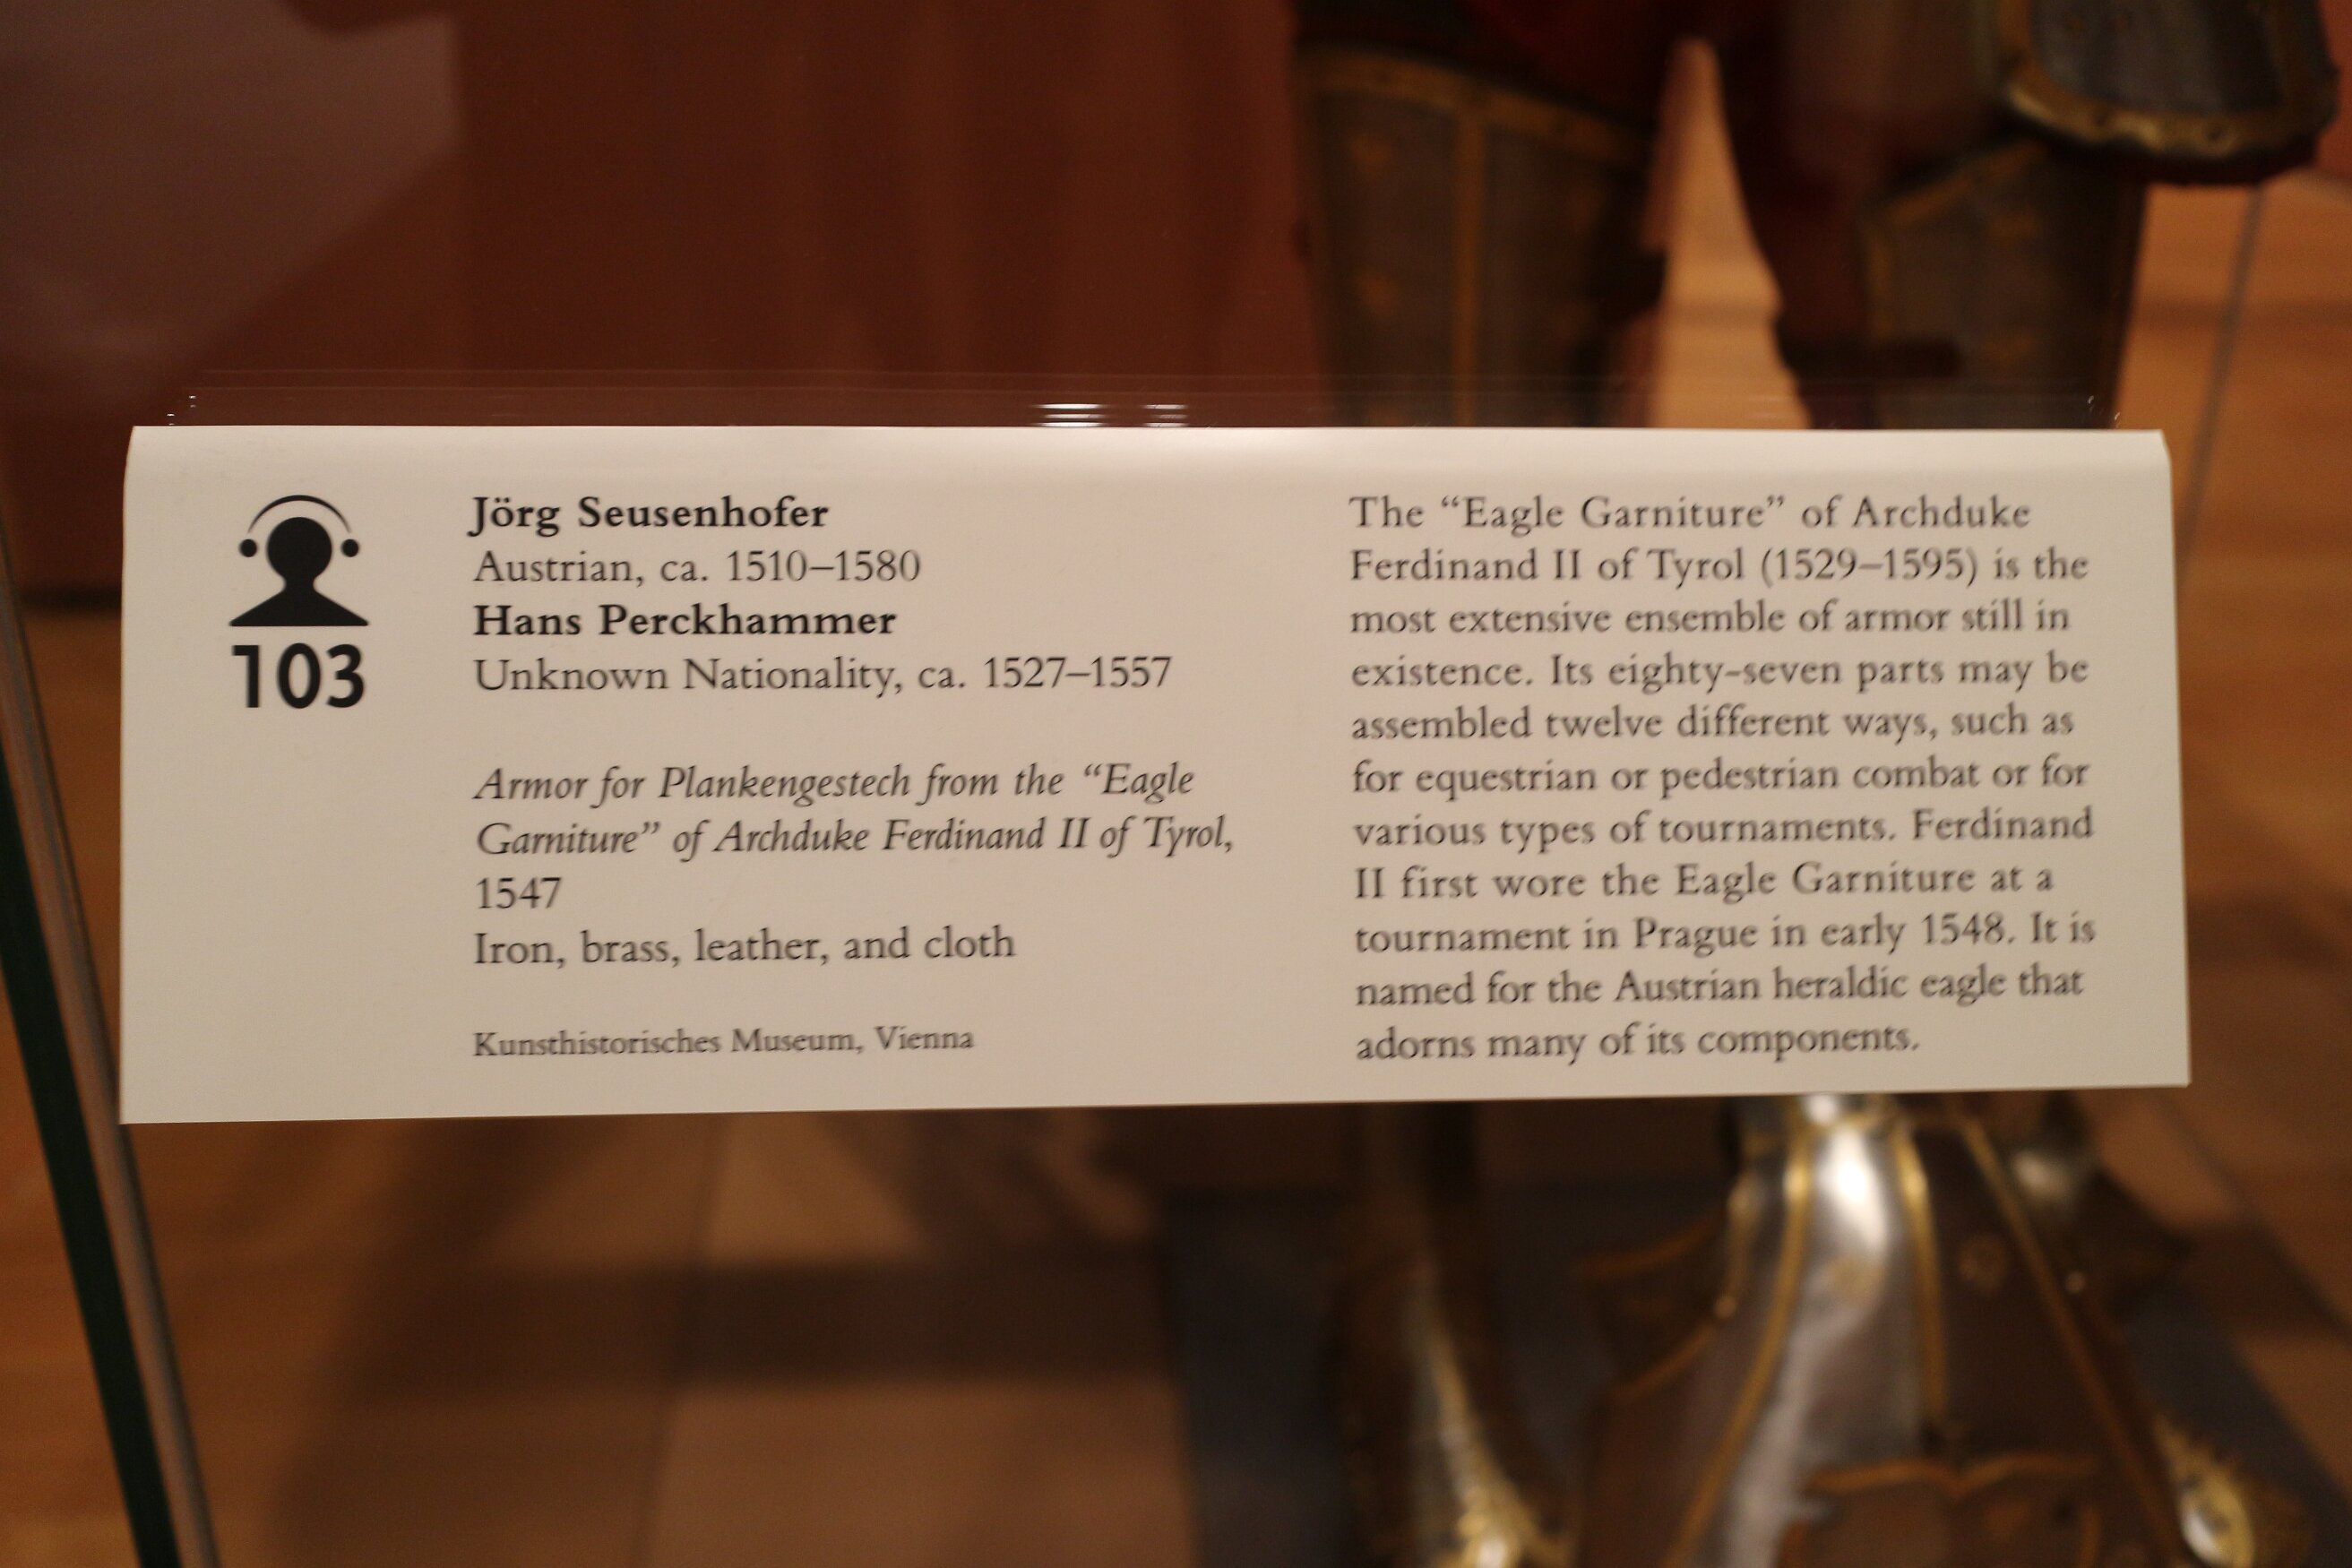 103
Jörg Seusenhofer
Austrian, ca. 1510–1580
Hans Perckhammer
Unknown Nationality, ca. 1527–1557
Armor for Plankengestech from the “Eagle
Garniture” of Archduke Ferdinand II of Tyrol,
1547
Iron, brass, leather, and cloth
Kunsthistorisches Museum, Vienna
The “Eagle Garniture” of Archduke
Ferdinand II of Tyrol (1529–1595) is the
most extensive ensemble of armor still in
existence. Its eighty-seven parts may be
assembled twelve different ways, such as
for equestrian or pedestrian combat or for
various types of tournaments. Ferdinand
II first wore the Eagle Garniture at a
tournament in Prague in early 1548. It is
named for the Austrian heraldic eagle that
adorns many of its components.